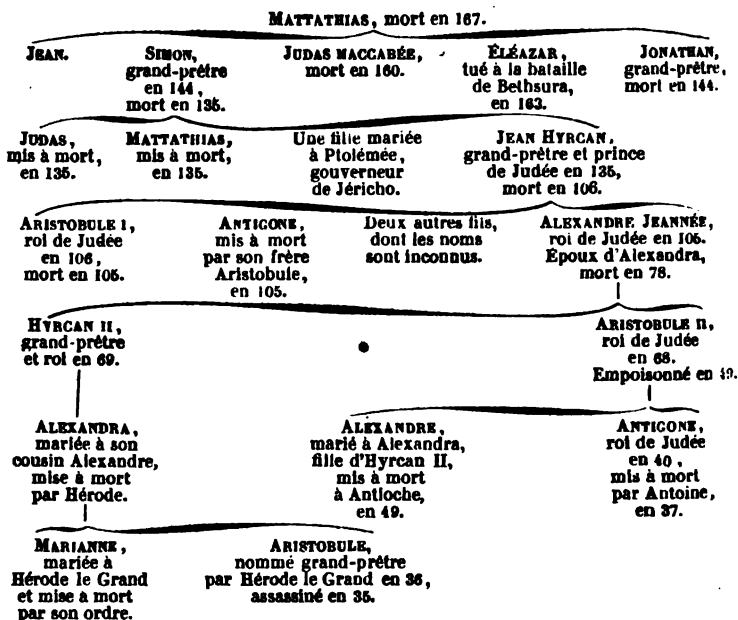 MATTATHIAS, mort en 167.
JEAN.
SIMON,
grand-prêtre
en 144,
mort en 135.
JUDAS MACCABÉE,
mort en 160.
ÉLÉAZAR,
tué à la bataille
de Bethsura,
en 163.
JONATHAN,
grand-prêtre,
mort en 144.
JUDAS,
mis à mort,
en 135.
MATTATHIAS,
mis à mort,
en 135.
Une fille mariée
à Ptolémée,
gouverneur
de Jéricho.
JEAN HYRCAN,
grand-prêtre et prince
de Judée en 135,
mort en 106.
ARISTOBULE I,
roi de Judée
en 106,
mort en 105.
ANTIGONE,
mis à mort
par son frère
Aristobule,
en 105.
Deux autres fils,
dont les noms
sont inconnus.
ALEXANDRE JEANNÉE,
roi de Judée en 105.
Époux d'Alexandra,
mort en 78.
HYRCAN II,
grand-prêtre
et roi en 69.
ARISTOBULE II,
roi de Judée
en 68.
Empoisonné en 49.
ALEXANDRA,
mariée à son
cousin Alexandre,
mise à mort
par Hérode.
ALEXANDRE,
marié à Alexandra,
fille d'Hyrcan II,
mis à mort
à Antioche,
en 49.
ANTIGONE,
roi de Judée
en 40,
mis à mort
par Antoine,
en 37.
MARIANNE,
mariée à
Hérode le Grand
et mise à mort
par son ordre.
ARISTOBULE,
nommé grand-prêtre
par Hérode le Grand en 36,
assassiné en 35.